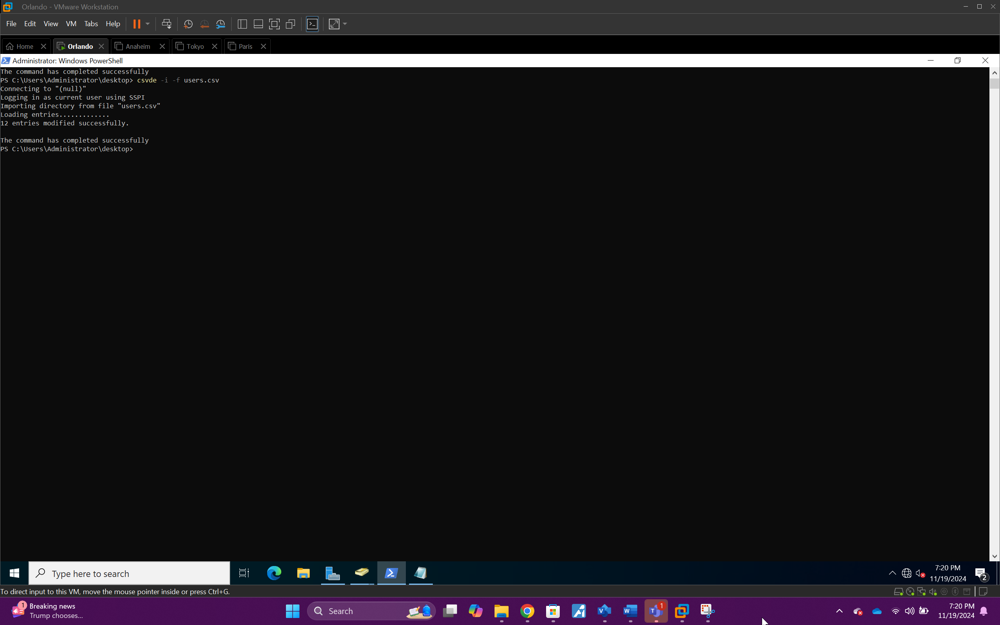 Orlando - VMware Workstation
File Edit View VM Tabs Help
Home Orlando Anaheim Tokyo Paris
Administrator: Windows PowerShell
The command has completed successfully
PS C:\Users\Administrator\desktop> csvde -i -f users.csv
Connecting to "(null)"
Logging in as current user using SSPI
Importing directory from file "users.csv"
Loading entries.............
12 entries modified successfully.
The command has completed successfully
PS C:\Users\Administrator\desktop>
Type here to search
7:20 PM
11/19/2024
2
To direct input to this VM, move the mouse pointer inside or press Ctrl+G.
1
Breaking news
Trump chooses...
Search
V
W
T
1
7:20 PM
11/19/2024